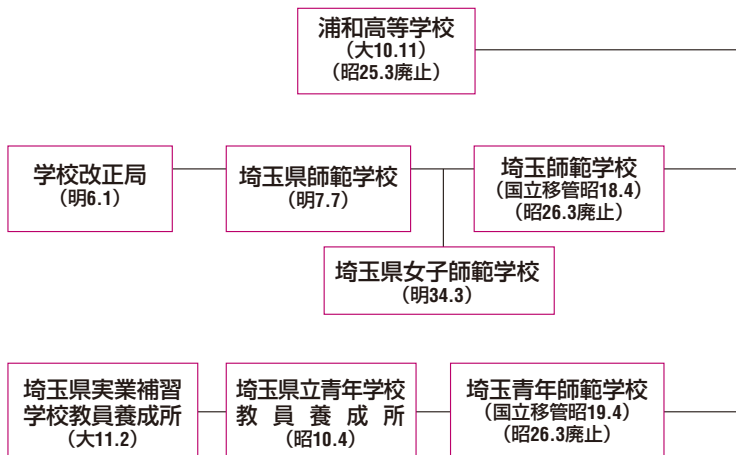 浦和高等学校
（大10.11）
（昭25.3廃止）
学校改正局
（明6.1）
埼玉県師範学校
（明7.7）
埼玉師範学校
（国立移管昭18.4）
（昭26.3廃止）
埼玉県女子師範学校
（明34.3）
埼玉県実業補習
学校教員養成所
（大11.2）
埼玉県立青年学校
教員養成所
（昭10.4）
埼玉青年師範学校
（国立移管昭19.4）
（昭26.3廃止）